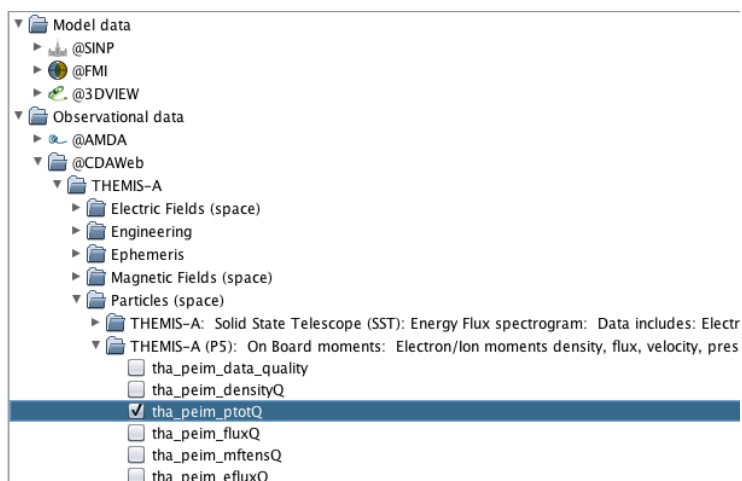 Model data
@SINP
@FMI
@3DVIEW
Observational data
@AMDA
@CDAWeb
THEMIS-A
Electric Fields (space)
Engineering
Ephemeris
Magnetic Fields (space)
Particles (space)
THEMIS-A: Solid State Telescope (SST): Energy Flux spectrogram: Data includes: Electr
THEMIS-A (P5): On Board moments: Electron/Ion moments density, flux, velocity, pres
tha_peim_data_quality
tha_peim_densityQ
tha_peim_ptotQ
tha_peim_fluxQ
tha_peim_mftensQ
tha_peim_efluxQ